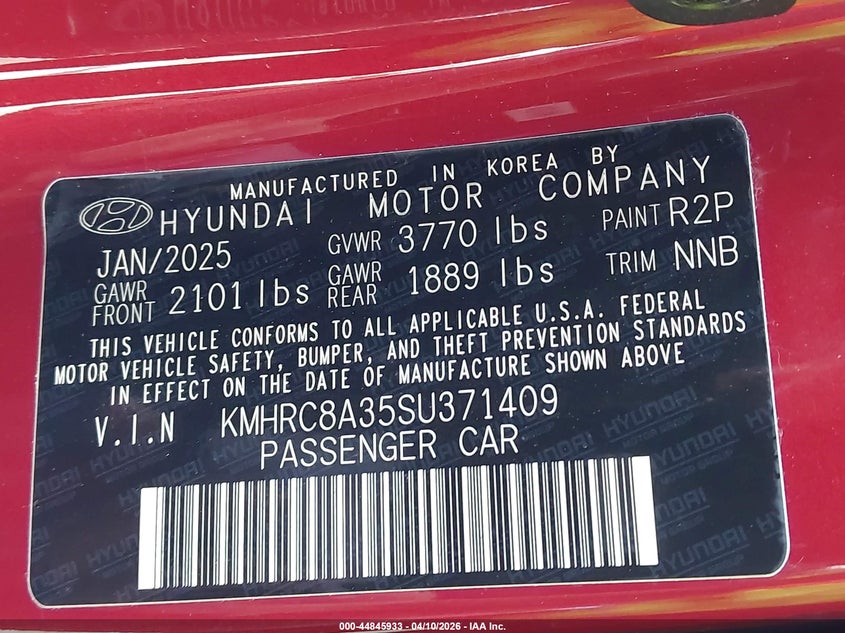 MANUFACTURED IN KOREA BY
HYUNDAI MOTOR COMPANY
JAN/2025 GVWR 3770 lbs PAINT R2P
GAWR FRONT 2101 lbs GAWR REAR 1889 lbs TRIM NNB
THIS VEHICLE CONFORMS TO ALL APPLICABLE U.S.A. FEDERAL
MOTOR VEHICLE SAFETY, BUMPER, AND THEFT PREVENTION STANDARDS
IN EFFECT ON THE DATE OF MANUFACTURE SHOWN ABOVE
V.I.N KMHRC8A35SU371409
PASSENGER CAR
000-44845933 - 04/10/2026 - IAA Inc.